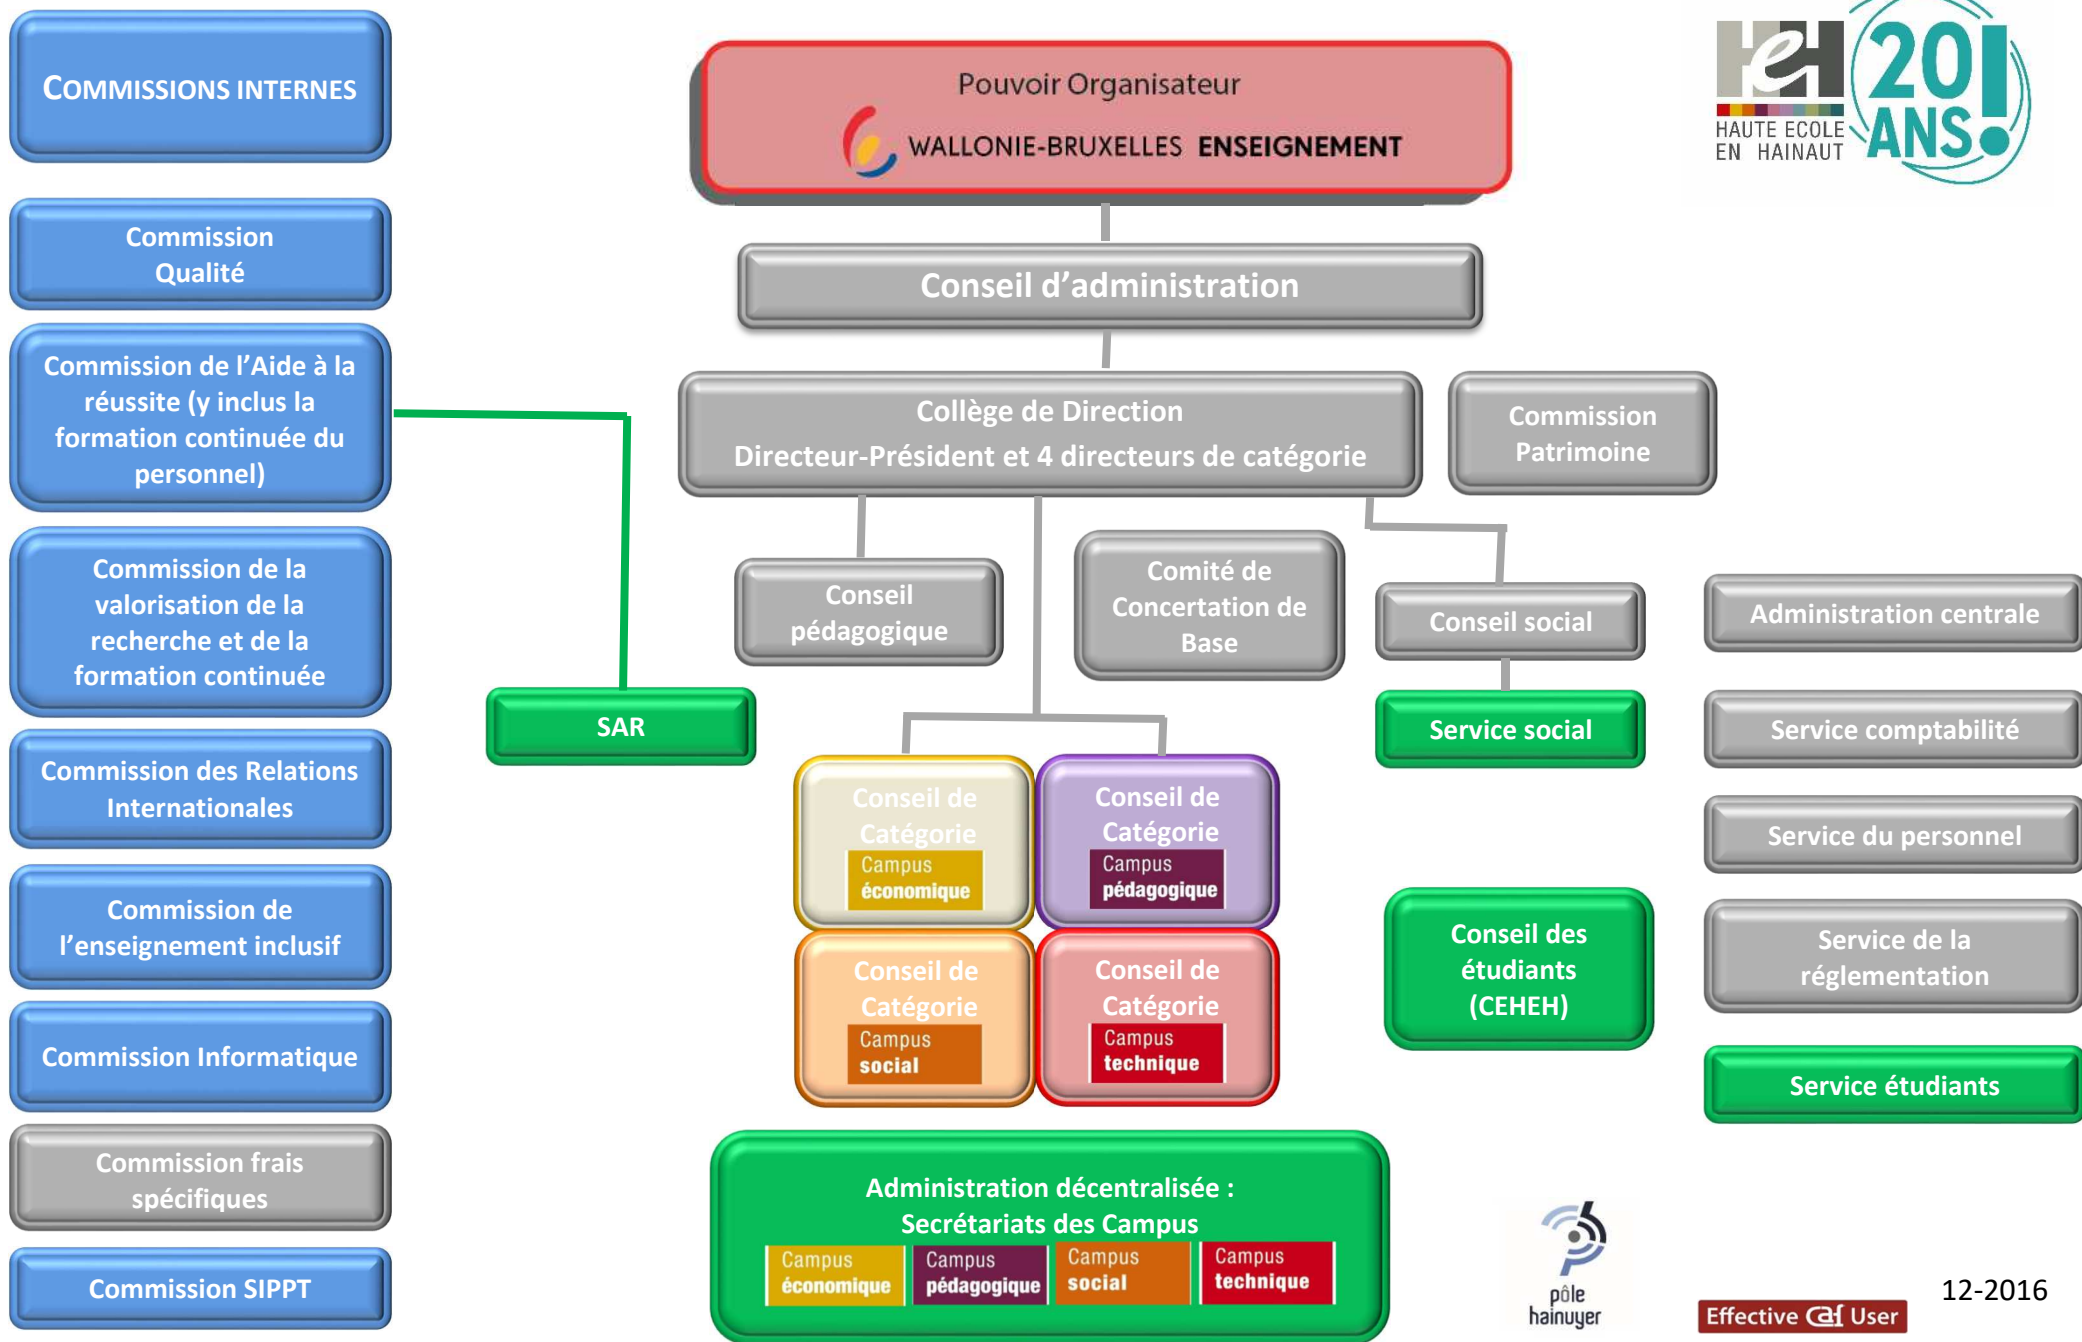 COMMISSIONS INTERNES
Commission
Qualité
Commission de l’Aide à la
réussite (y inclus la
formation continuée du
personnel)
Commission de la
valorisation de la
recherche et de la
formation continuée
Commission des Relations
Internationales
Commission de
l’enseignement inclusif
Commission Informatique
Commission frais
spécifiques
Commission SIPPT
SAR
Pouvoir Organisateur
WALLONIE-BRUXELLES ENSEIGNEMENT
Conseil d’administration
Collège de Direction
Directeur-Président et 4 directeurs de catégorie
Commission
Patrimoine
Conseil
pédagogique
Comité de
Concertation de
Base
Conseil social
Service social
Conseil de
Catégorie
Campus
économique
Conseil de
Catégorie
Campus
pédagogique
Conseil de
Catégorie
Campus
social
Conseil de
Catégorie
Campus
technique
Conseil des
étudiants
(CEHEH)
Administration décentralisée :
Secrétariats des Campus
Campus
économique
Campus
pédagogique
Campus
social
Campus
technique
HeH
HAUTE ECOLE
EN HAINAUT
20
ANS!
Administration centrale
Service comptabilité
Service du personnel
Service de la
réglementation
Service étudiants
pôle
hainuyer
Effective caf User
12-2016